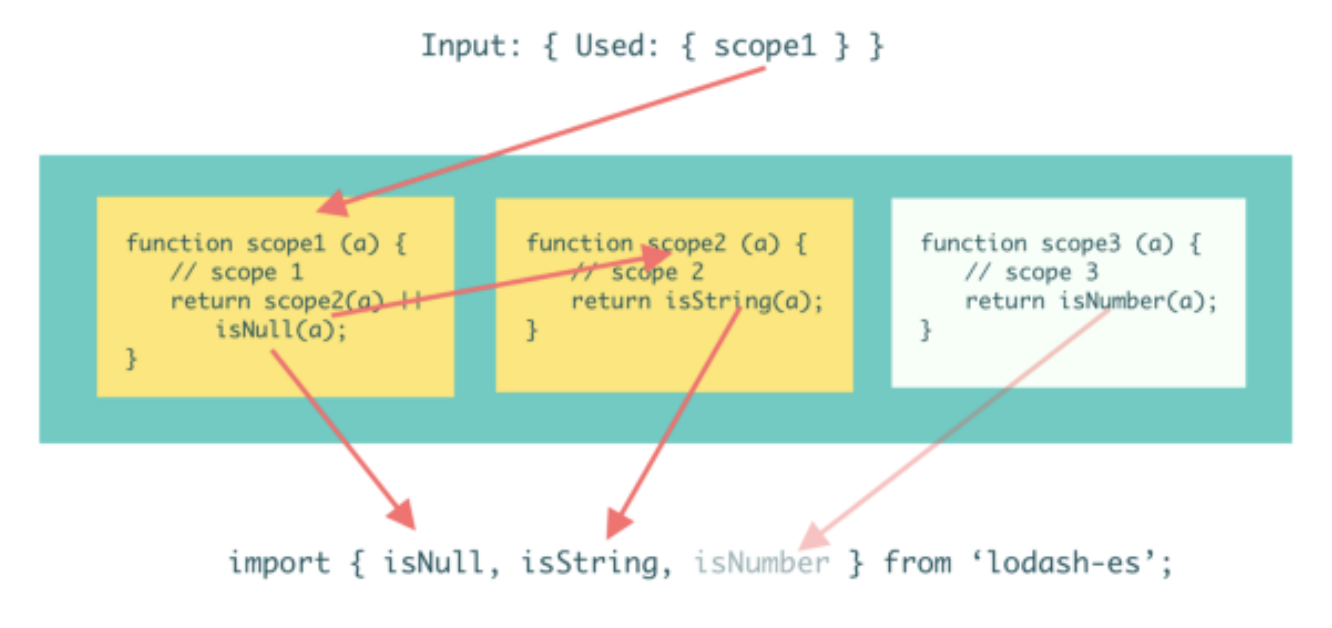 Input: { Used: { scope1 } }
function scope1 (a) {
// scope 1
return scope2(a) ||
isNull(a);
}
function scope2 (a) {
// scope 2
return isString(a);
}
function scope3 (a) {
// scope 3
return isNumber(a);
}
import { isNull, isString, isNumber } from ‘lodash-es’;